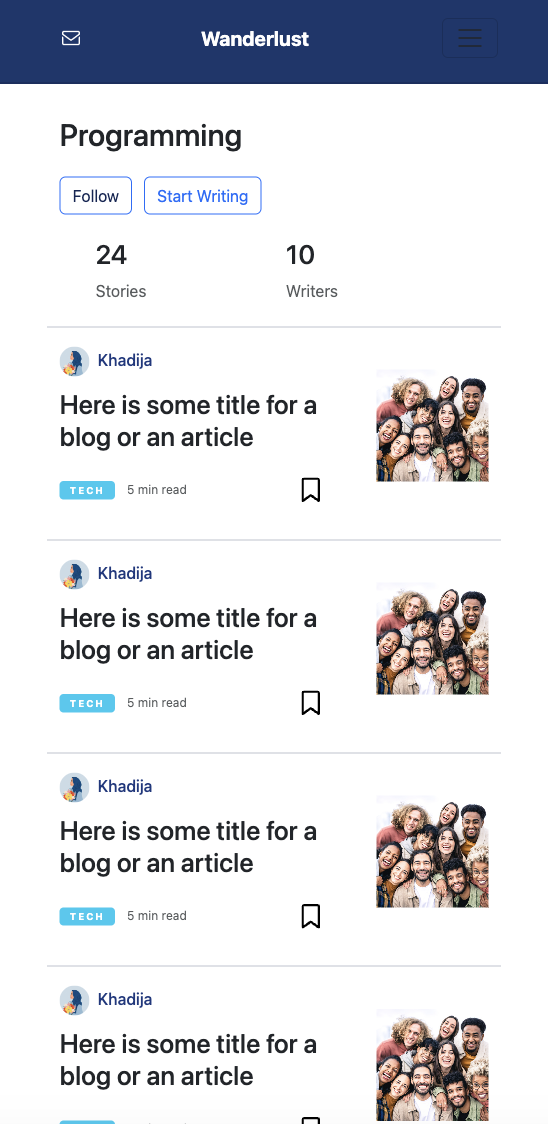 Wanderlust
Programming
Follow
Start Writing
24
10
Stories
Writers
Khadija
Here is some title for a
blog or an article
TECH
5 min read
Khadija
Here is some title for a
blog or an article
TECH
5 min read
Khadija
Here is some title for a
blog or an article
TECH
5 min read
Khadija
Here is some title for a
blog or an article